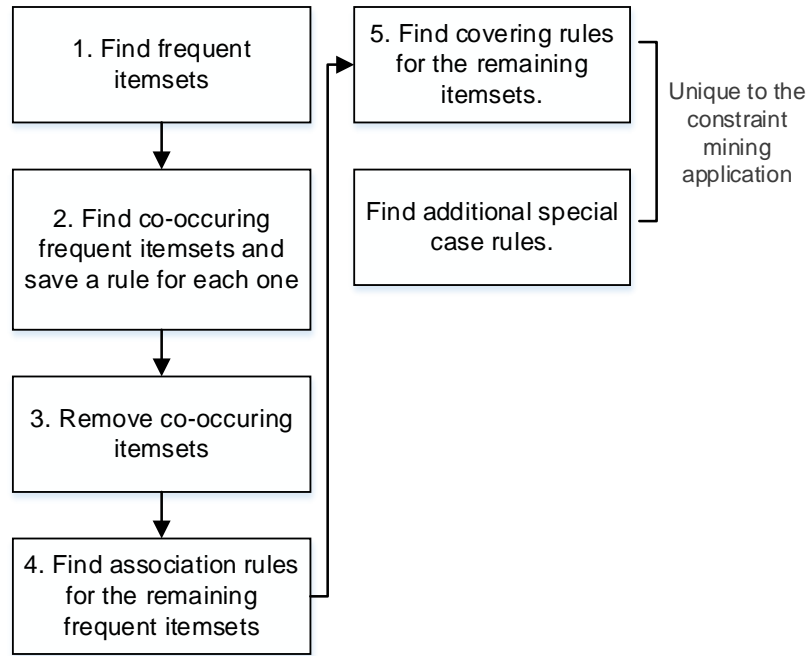 1. Find frequent
itemsets
2. Find co-occuring
frequent itemsets and
save a rule for each one
3. Remove co-occuring
itemsets
4. Find association rules
for the remaining
frequent itemsets
5. Find covering rules
for the remaining
itemsets.
Find additional special
case rules.
Unique to the
constraint
mining
application